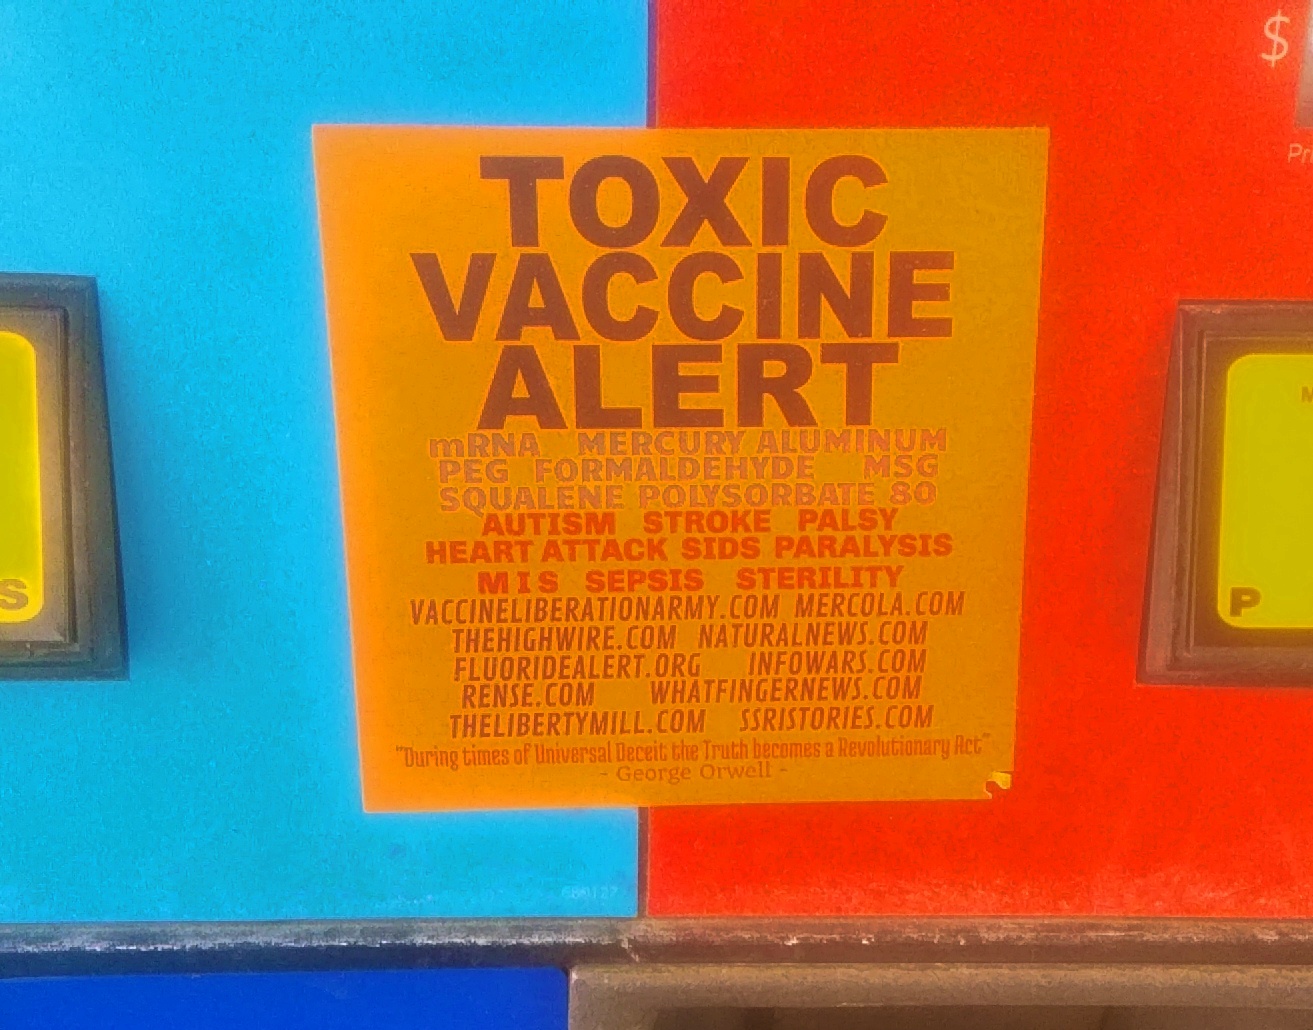 $
Pr
TOXIC
VACCINE
ALERT
mRNA MERCURY ALUMINUM
PEG FORMALDEHYDE MSG
SQUALENE POLYSORBATE 80
AUTISM STROKE PALSY
HEART ATTACK SIDS PARALYSIS
MIS SEPSIS STERILITY
VACCINELIBERATIONARMY.COM MERCOLA.COM
THEHIGHWIRE.COM NATURALNEWS.COM
FLUORIDEALERT.ORG INFOWARS.COM
RENSE.COM WHATFINGERNEWS.COM
THELIBERTYMILL.COM SSRISTORIES.COM
"During times of Universal Deceit the Truth becomes a Revolutionary Act"
- George Orwell -
S
P